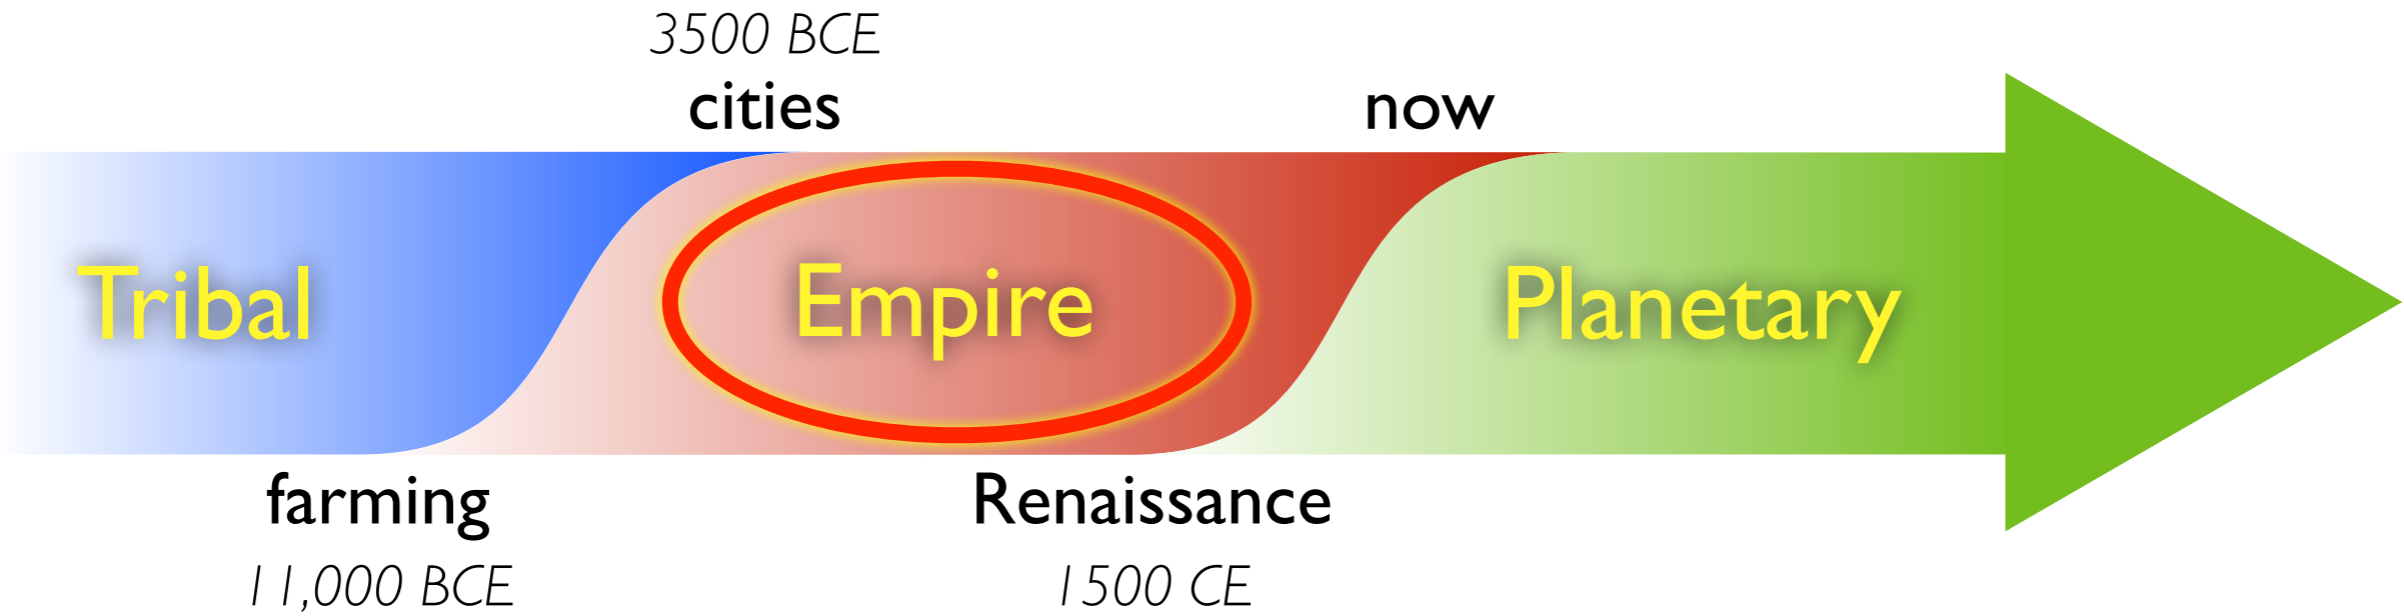 3500 BCE
cities
now
Tribal
Empire
Planetary
farming
Renaissance
11,000 BCE
1500 CE